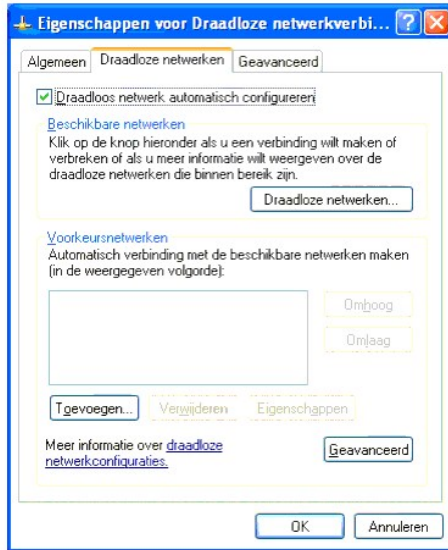 Eigenschappen voor Draadloze netwerkverbi...
Algemeen Draadloze netwerken Geavanceerd
Draadloos netwerk automatisch configureren
Beschikbare netwerken
Klik op de knop hieronder als u een verbinding wilt maken of
verbreken of als u meer informatie wilt weergeven over de
draadloze netwerken die binnen bereik zijn.
Draadloze netwerken...
Voorkeursnetwerken
Automatisch verbinding met de beschikbare netwerken maken
(in de weergegeven volgorde):
Omhoog
Omlaag
Toevoegen... Verwijderen Eigenschappen
Meer informatie over draadloze
netwerkconfiguraties.
Geavanceerd
OK Annuleren